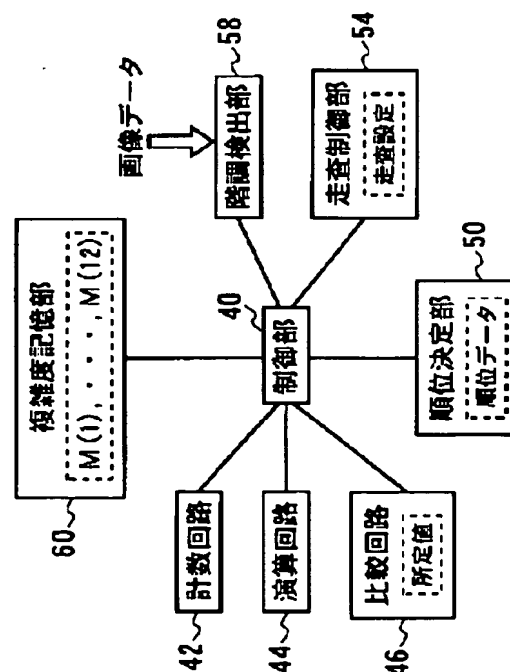 画像データ
複雑度記憶部
M(1), ・・・, M(12)
60
階調検出部
58
走査制御部
走査設定
54
制御部
40
計数回路
42
演算回路
44
比較回路
所定値
46
順位決定部
順位データ
50